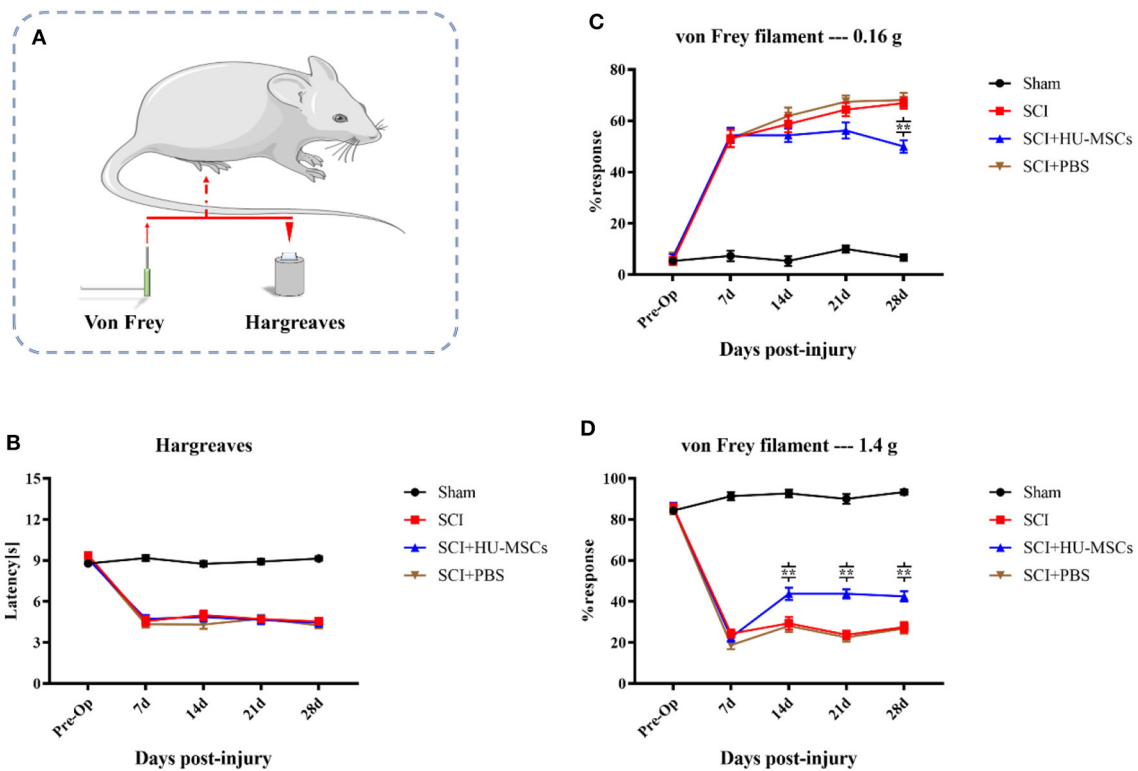 A
Von Frey
Hargreaves
C
von Frey filament --- 0.16 g
%response
80
60
40
20
0
Pre-Op
7d
14d
21d
28d
Days post-injury
**
Sham
SCI
SCI+HU-MSCs
SCI+PBS
B
Hargreaves
Latency[s]
15
12
9
6
3
0
Pre-Op
7d
14d
21d
28d
Days post-injury
Sham
SCI
SCI+HU-MSCs
SCI+PBS
D
von Frey filament --- 1.4 g
%response
100
80
60
40
20
0
Pre-Op
7d
14d
21d
28d
Days post-injury
‡
**
‡
**
‡
**
Sham
SCI
SCI+HU-MSCs
SCI+PBS